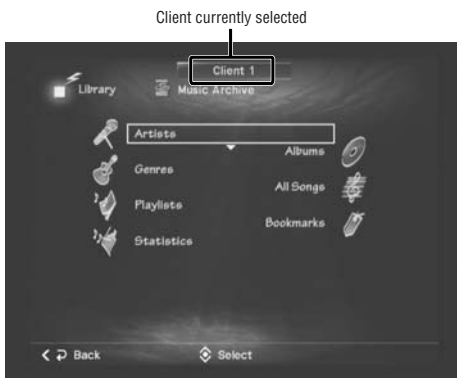 Client currently selected
Client 1
Library
Music Archive
Artists
Albums
Genres
All Songs
Playlists
Bookmarks
Statistics
Back
Select